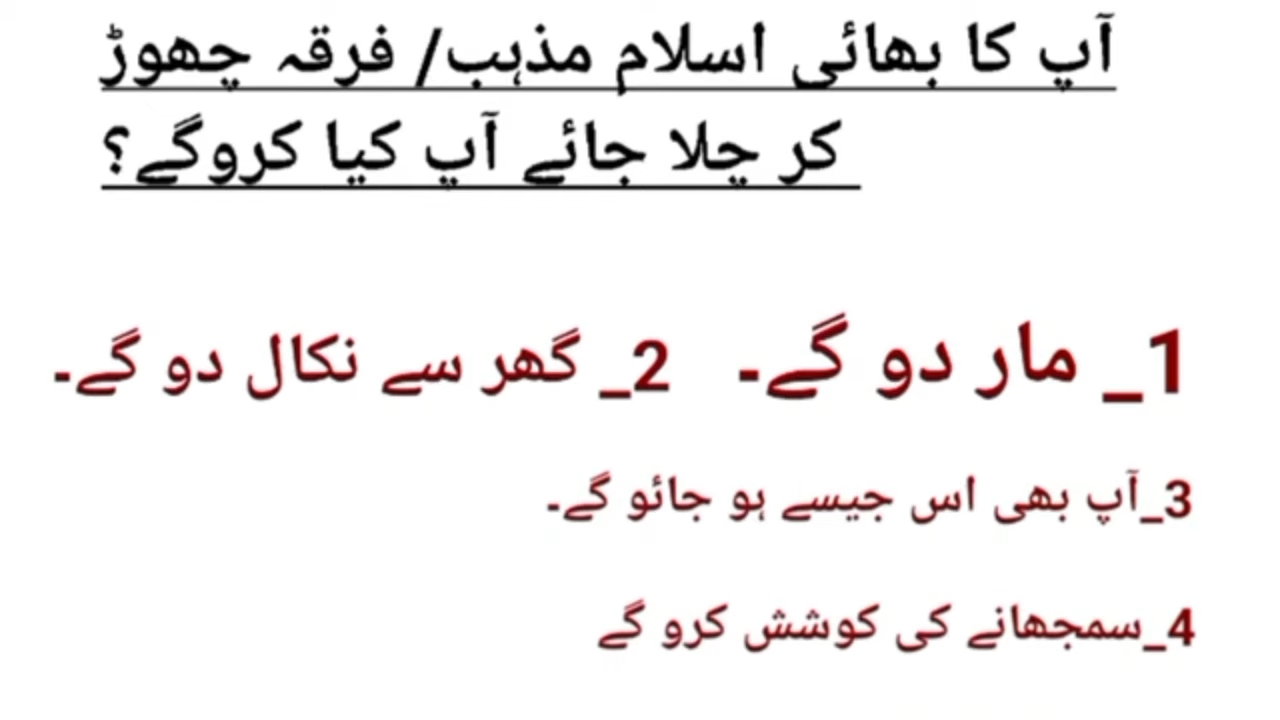 آپ کا بھائی اسلام مذہب/ فرقہ چھوڑ
کر چلا جائے آپ کیا کروگے؟
1_ مار دو گے۔ 2_ گھر سے نکال دو گے۔
3_آپ بھی اس جیسے ہو جائو گے۔
4_سمجھانے کی کوشش کرو گے